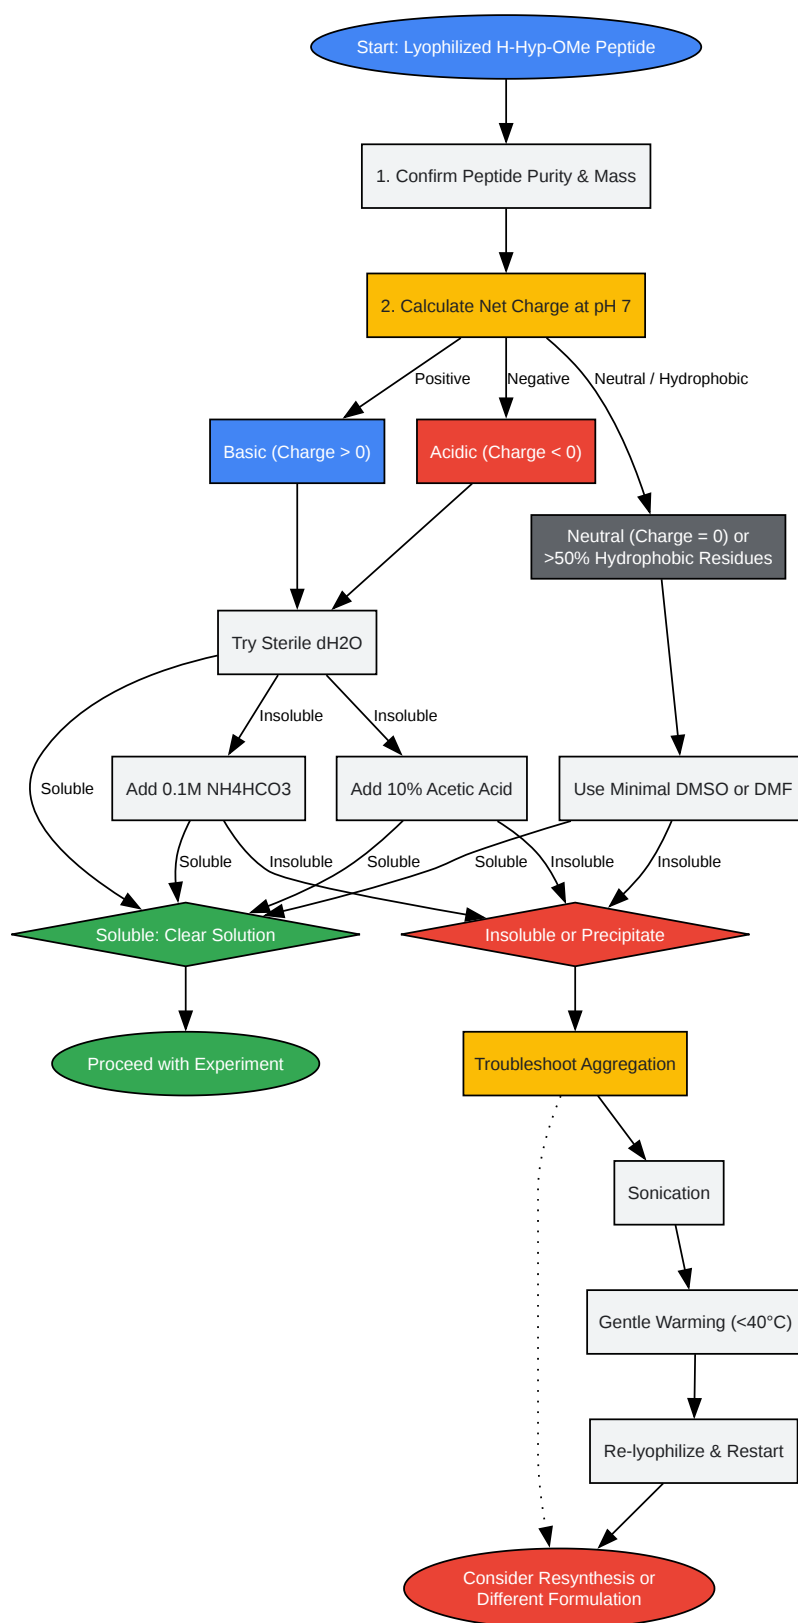 Start: Lyophilized H-Hyp-OMe Peptide
1. Confirm Peptide Purity & Mass
2. Calculate Net Charge at pH 7
Positive
Negative
Neutral / Hydrophobic
Basic (Charge > 0)
Acidic (Charge < 0)
Neutral (Charge = 0) or
>50% Hydrophobic Residues
Try Sterile dH2O
Insoluble
Insoluble
Soluble
Add 0.1M NH4HCO3
Add 10% Acetic Acid
Use Minimal DMSO or DMF
Soluble
Insoluble
Soluble
Soluble
Insoluble
Insoluble
Soluble: Clear Solution
Insoluble or Precipitate
Proceed with Experiment
Troubleshoot Aggregation
Sonication
Gentle Warming (<40°C)
Re-lyophilize & Restart
Consider Resynthesis or
Different Formulation